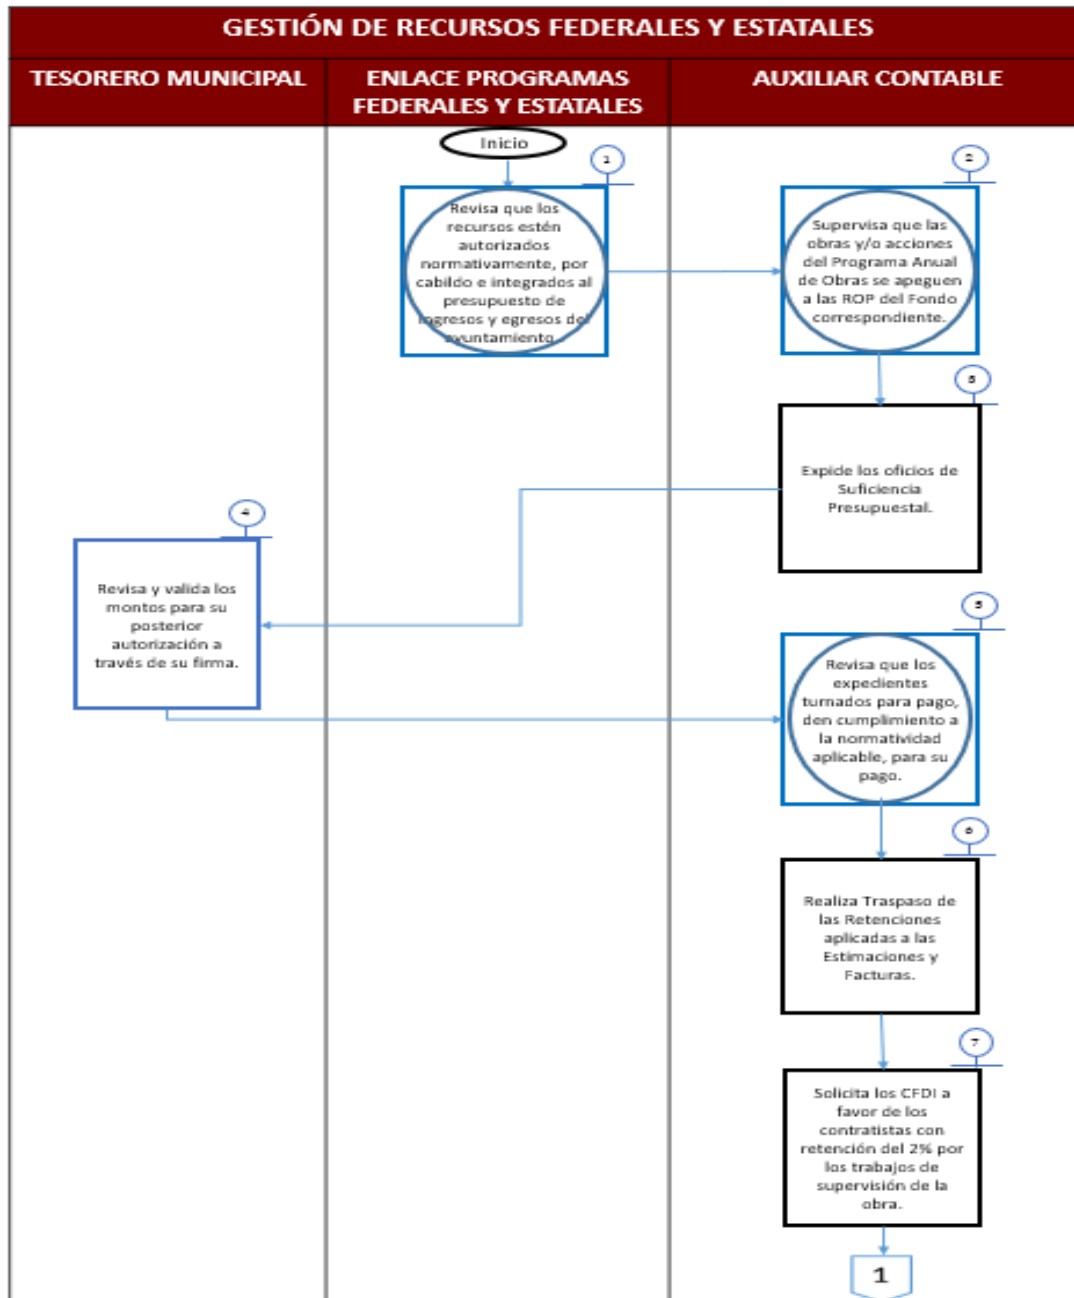 GESTIÓN DE RECURSOS FEDERALES Y ESTATALES
TESORERO MUNICIPAL
ENLACE PROGRAMAS
FEDERALES Y ESTATALES
AUXILIAR CONTABLE
Inicio
1
Revisa que los
recursos estén
autorizados
normativamente, por
cabildo e integrados al
presupuesto de
ingresos y egresos del
ayuntamiento.
2
Supervisa que las
obras y/o acciones
del Programa Anual
de Obras se apeguen
a las ROP del Fondo
correspondiente.
3
Expide los oficios de
Suficiencia
Presupuestal.
4
Revisa y valida los
montos para su
posterior
autorización a
través de su firma.
5
Revisa que los
expedientes
turnados para pago,
den cumplimiento a
la normatividad
aplicable, para su
pago.
6
Realiza Traspaso de
las Retenciones
aplicadas a las
Estimaciones y
Facturas.
7
Solicita los CFDI a
favor de los
contratistas con
retención del 2% por
los trabajos de
supervisión de la
obra.
1